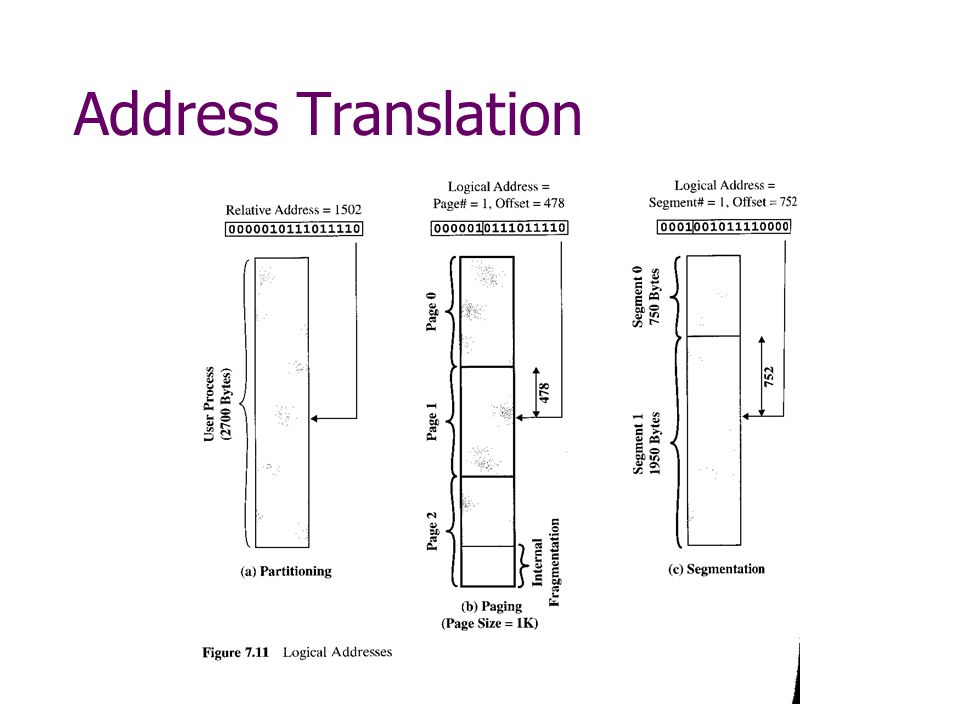 Address Translation
Relative Address = 1502
0000010111011110
User Process
(2700 Bytes)
(a) Partitioning
Logical Address =
Page# = 1, Offset = 478
0000010111011110
Page 0
Page 1
Page 2
478
Internal
Fragmentation
(b) Paging
(Page Size = 1K)
Logical Address =
Segment# = 1, Offset = 752
0001001011110000
Segment 0
750 Bytes
Segment 1
1950 Bytes
752
(c) Segmentation
Figure 7.11 Logical Addresses